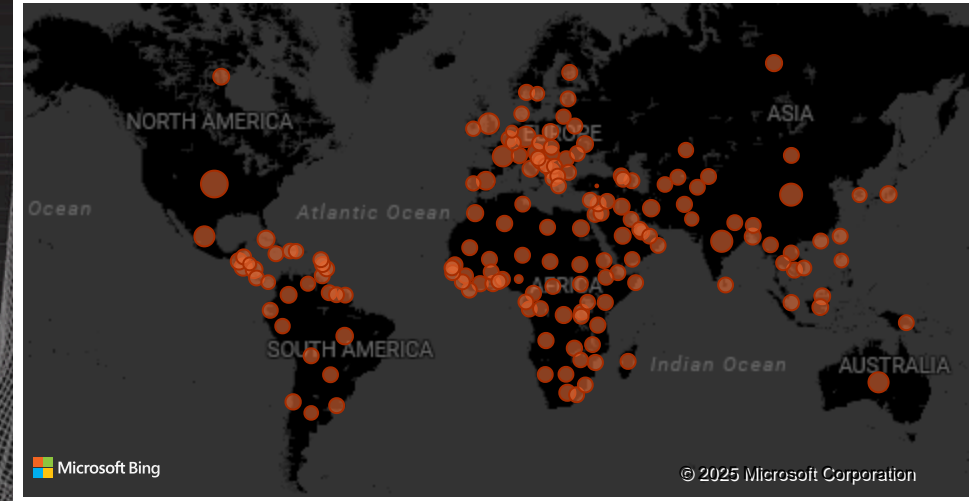 NORTH AMERICA
EUROPE
ASIA
Ocean
Atlantic Ocean
AFRICA
SOUTH AMERICA
Indian Ocean
AUSTRALIA
Microsoft Bing
© 2025 Microsoft Corporation